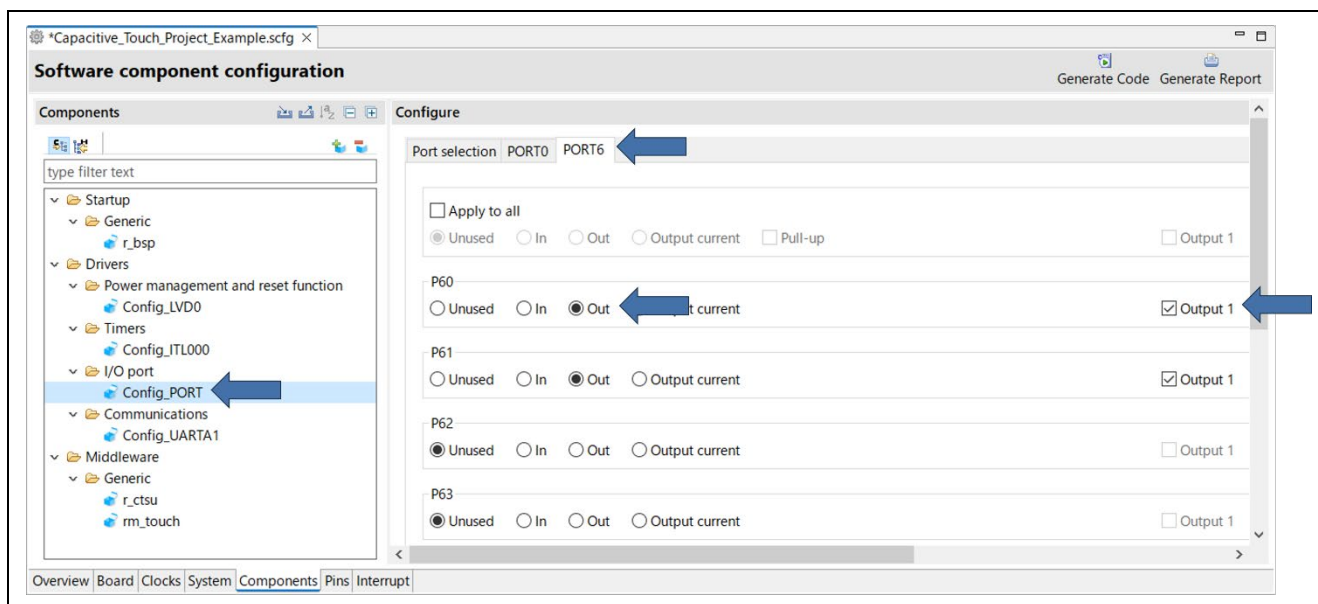 *Capacitive_Touch_Project_Example.scfg
Software component configuration
Generate Code Generate Report
Components
Configure
type filter text
Startup
Generic
r_bsp
Drivers
Power management and reset function
Config_LVD0
Timers
Config_ITL000
I/O port
Config_PORT
Communications
Config_UARTA1
Middleware
Generic
r_ctsu
rm_touch
Port selection PORT0 PORT6
Apply to all
Unused In Out Output current Pull-up Output 1
P60
Unused In Out t current Output 1
P61
Unused In Out Output current Output 1
P62
Unused In Out Output current Output 1
P63
Unused In Out Output current Output 1
Overview Board Clocks System Components Pins Interrupt